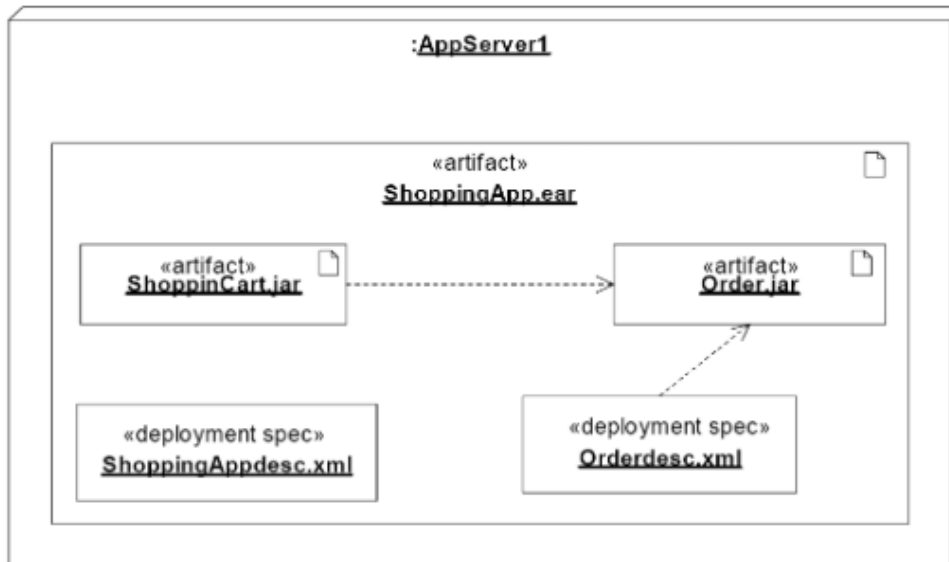 :AppServer1
«artifact»
ShoppingApp.ear
«artifact»
ShoppinCart.jar
«artifact»
Order.jar
«deployment spec»
ShoppingAppdesc.xml
«deployment spec»
Orderdesc.xml